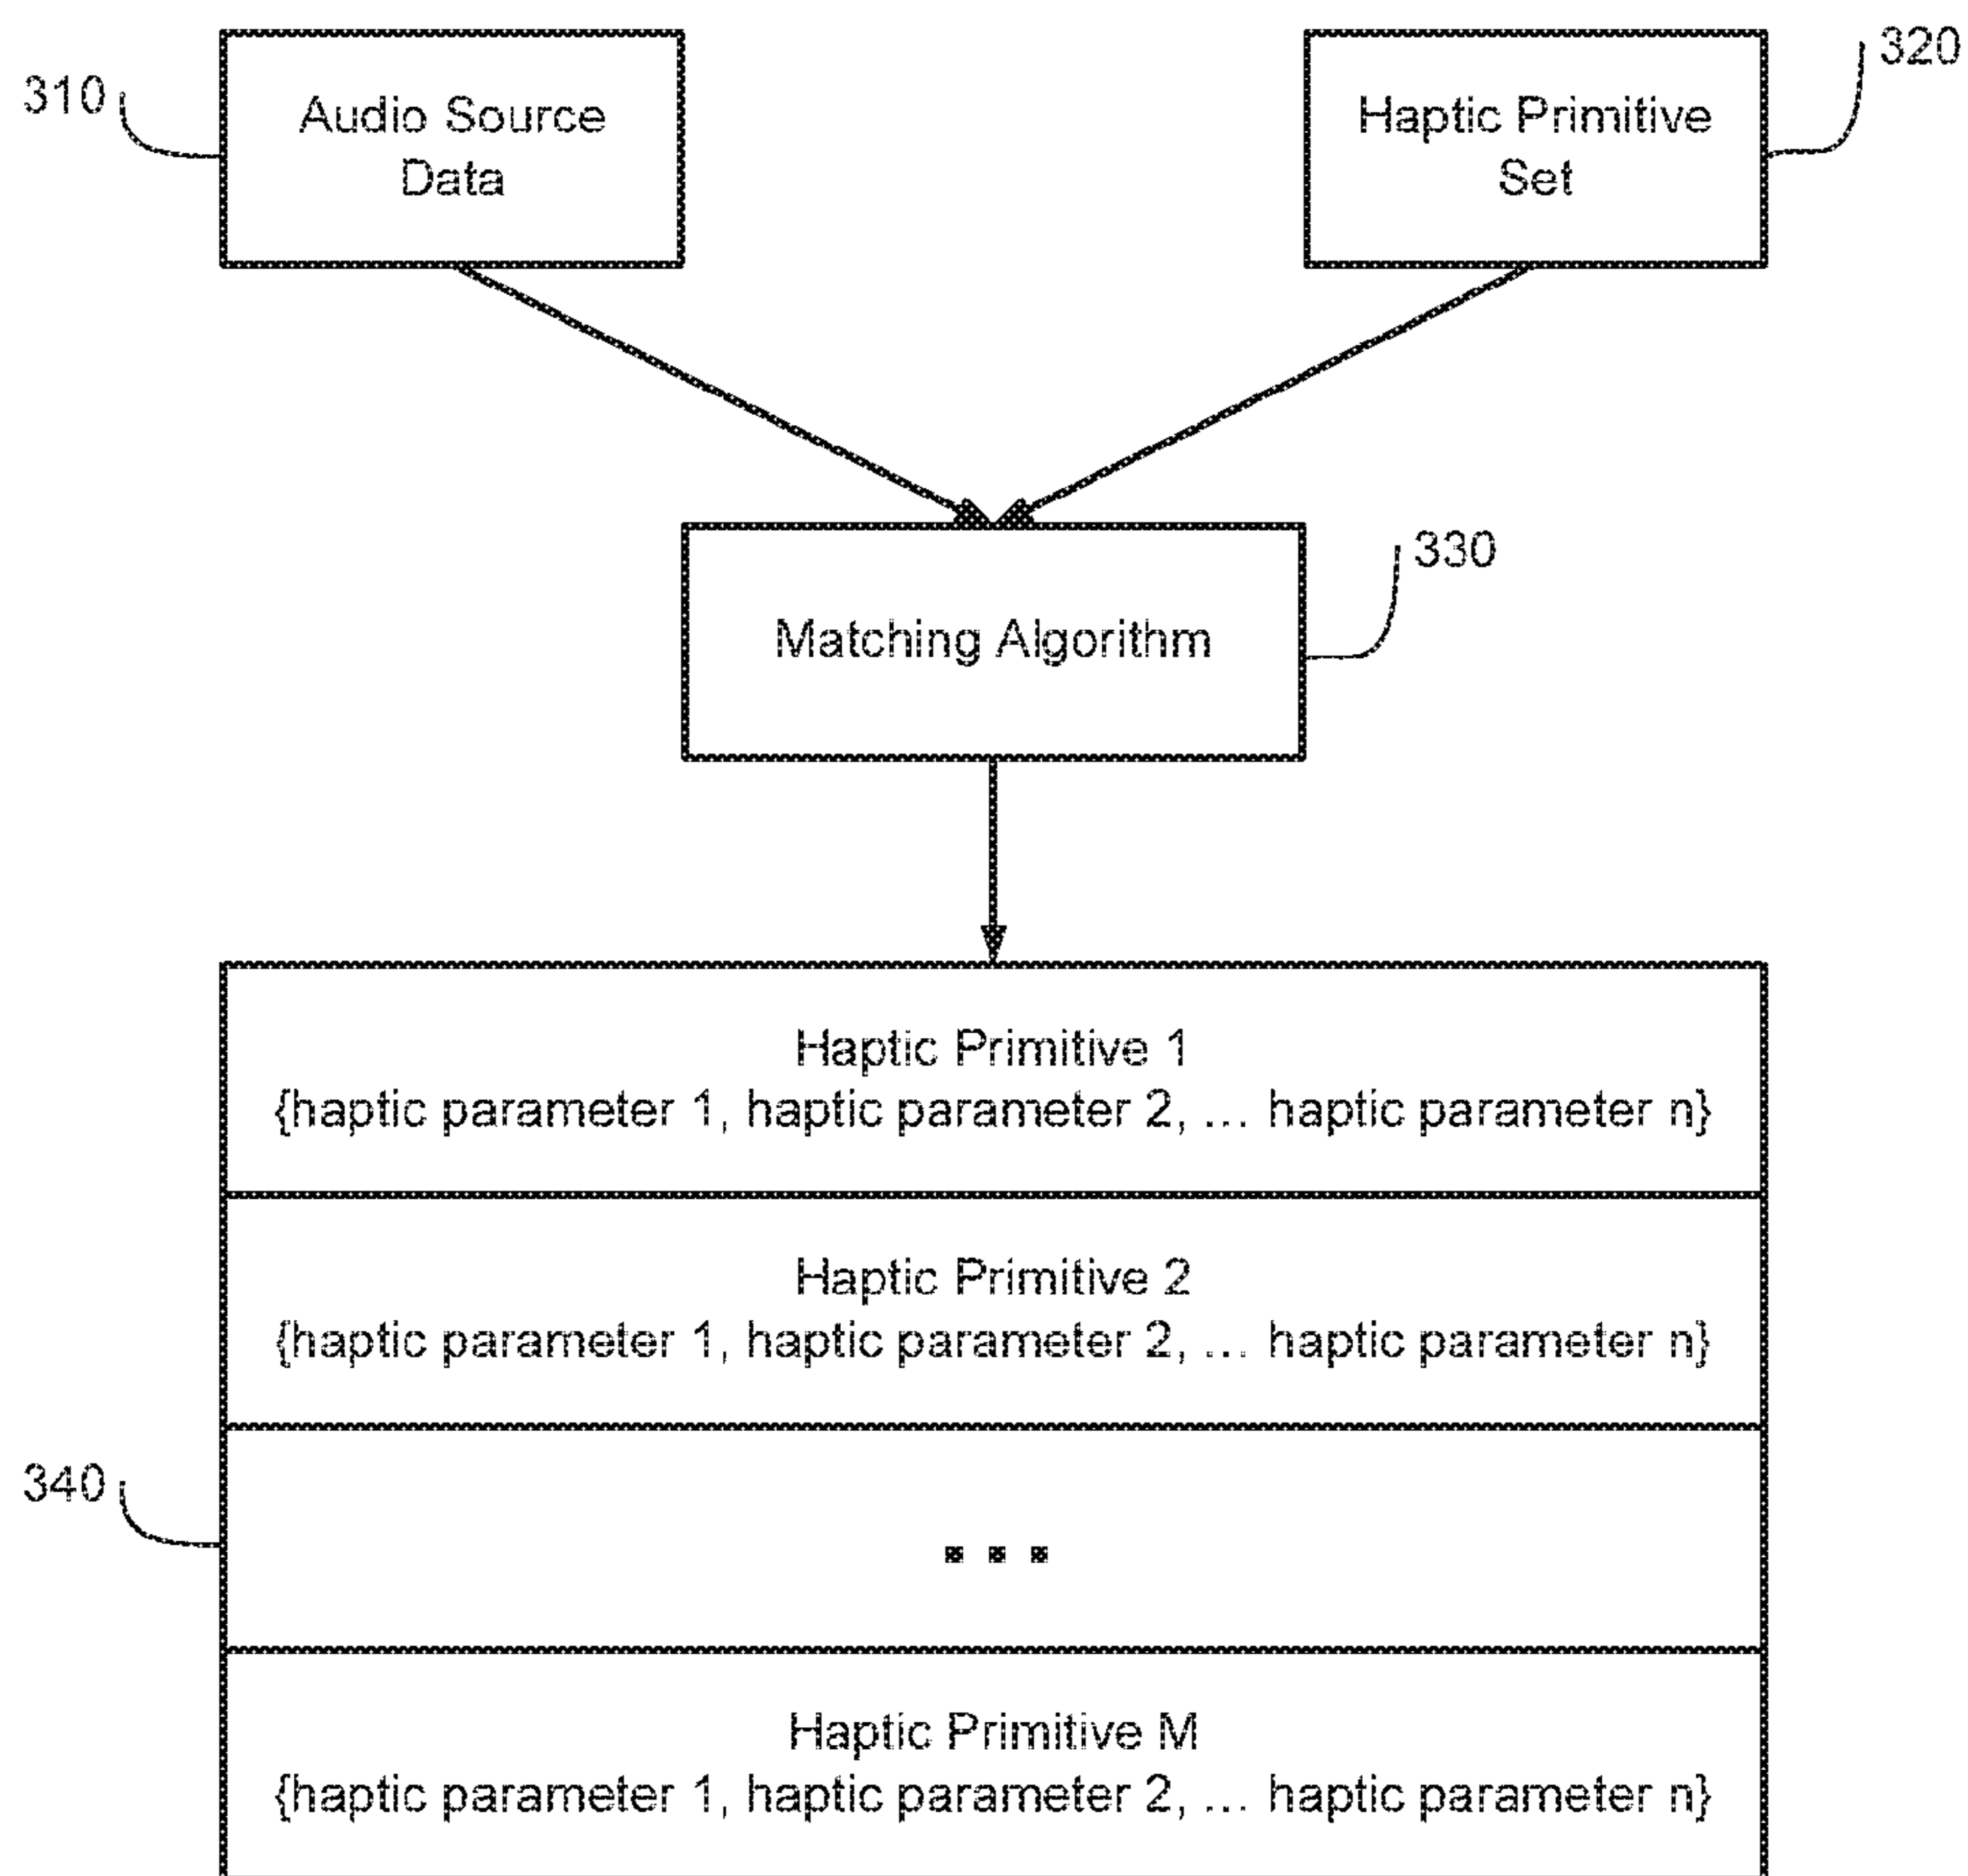 310
Audio Source
Data
Haptic Primitive
Set
320
Matching Algorithm
330
Haptic Primitive 1
{haptic parameter 1, haptic parameter 2, ... haptic parameter n}
Haptic Primitive 2
{haptic parameter 1, haptic parameter 2, ... haptic parameter n}
340
...
Haptic Primitive M
{haptic parameter 1, haptic parameter 2, ... haptic parameter n}